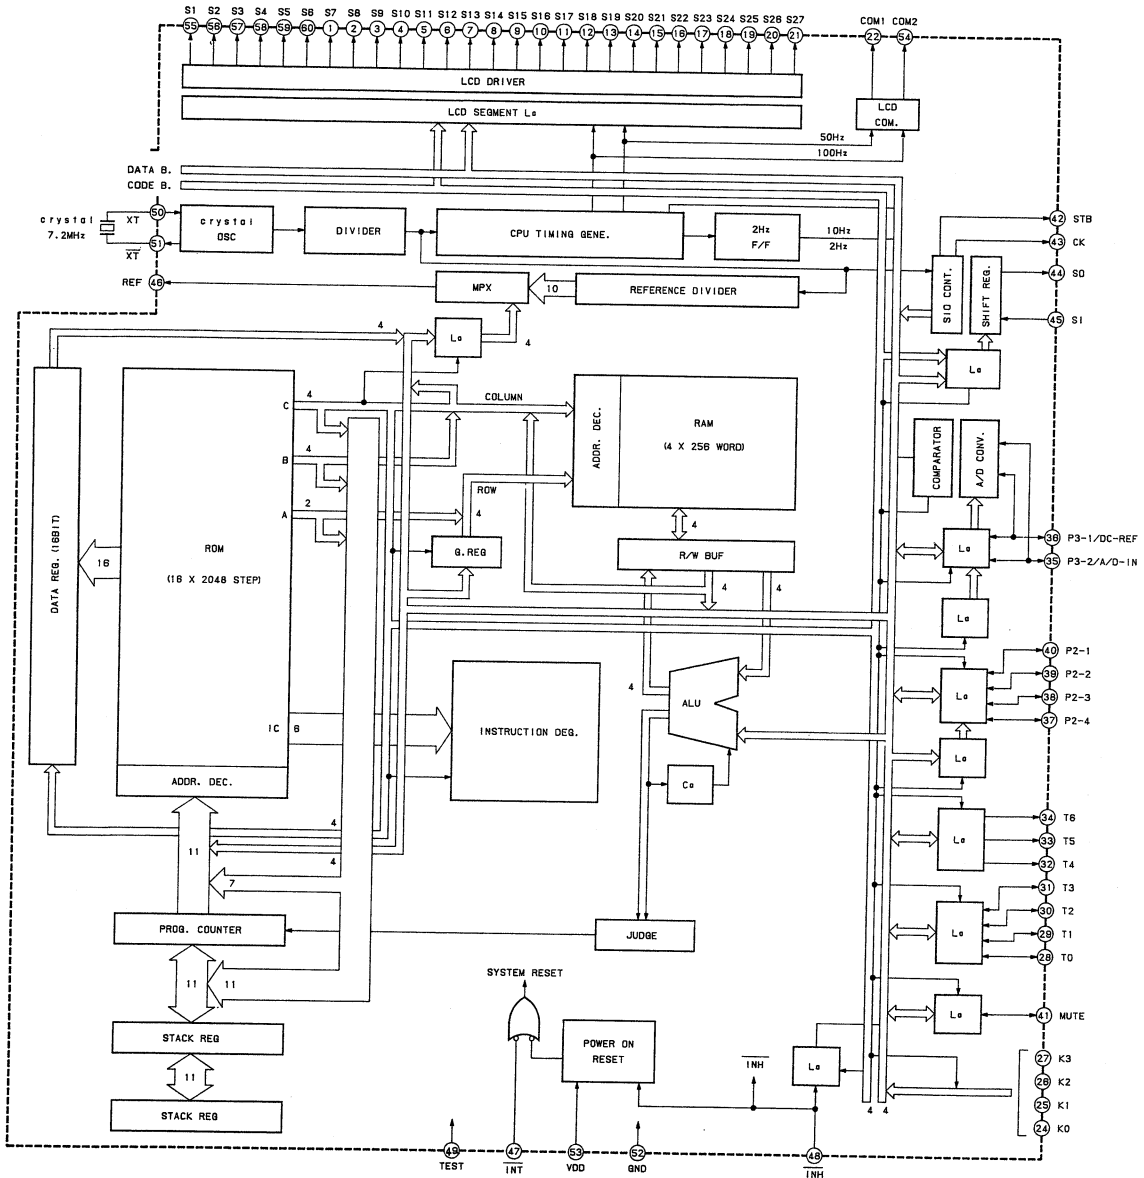 S1 S2 S3 S4 S5 S6 S7 S8 S9 S10 S11 S12 S13 S14 S15 S16 S17 S18 S19 S20 S21 S22 S23 S24 S25 S26 S27 COM1 COM2
55 56 57 58 59 60 1 2 3 4 5 6 7 8 9 10 11 12 13 14 15 16 17 18 19 20 21 22 54
LCD DRIVER
LCD SEGMENT La
LCD
COM.
50Hz
100Hz
DATA B.
CODE B.
crystal
7.2MHz
XT
50
51
XT
crystal
OSC
DIVIDER
CPU TIMING GENE.
2Hz
F/F
10Hz
2Hz
42 STB
43 CK
44 SO
45 SI
SIO CONT.
SHIFT REG.
REF
MPX
10
REFERENCE DIVIDER
La
4
4
La
DATA REG. (16BIT)
16
ROM
(16 X 2048 STEP)
C
4
B
4
A
2
IC 6
ADDR. DEC.
COLUMN
ROW
4
G.REG
ADDR. DEC.
RAM
(4 X 256 WORD)
4
R/W BUF
4
4
COMPARATOR
A/D CONV.
La
36 P3-1/DC-REF
35 P3-2/A/D-IN
La
INSTRUCTION DEG.
4
ALU
Ca
La
40 P2-1
39 P2-2
38 P2-3
37 P2-4
La
La
34 T6
33 T5
32 T4
4
4
11
7
PROG. COUNTER
11
11
STACK REG
11
STACK REG
JUDGE
La
31 T3
30 T2
29 T1
28 T0
La
41 MUTE
SYSTEM RESET
POWER ON
RESET
INH
La
4 4
27 K3
26 K2
25 K1
24 K0
49
TEST
47
INT
53
VDD
52
GND
48
INH